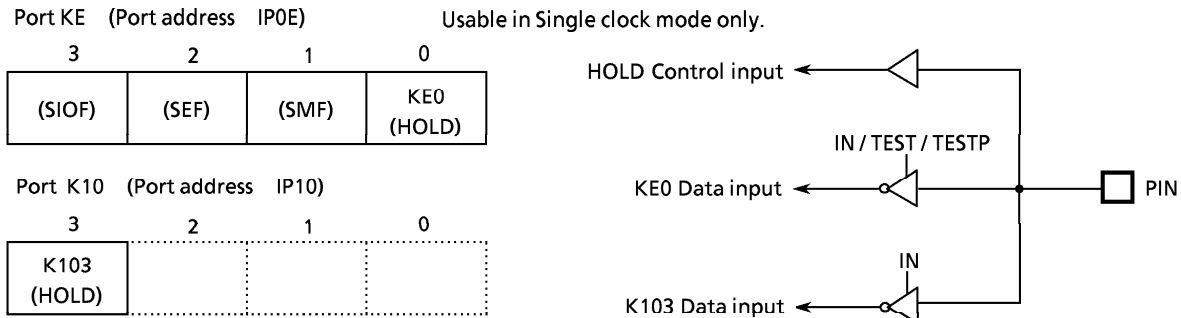 Port KE (Port address IP0E)
Usable in Single clock mode only.
3 2 1 0
(SIOF) (SEF) (SMF) KE0
(HOLD)
Port K10 (Port address IP10)
3 2 1 0
K103
(HOLD)
HOLD Control input
IN / TEST / TESTP
KE0 Data input
PIN
IN
K103 Data input